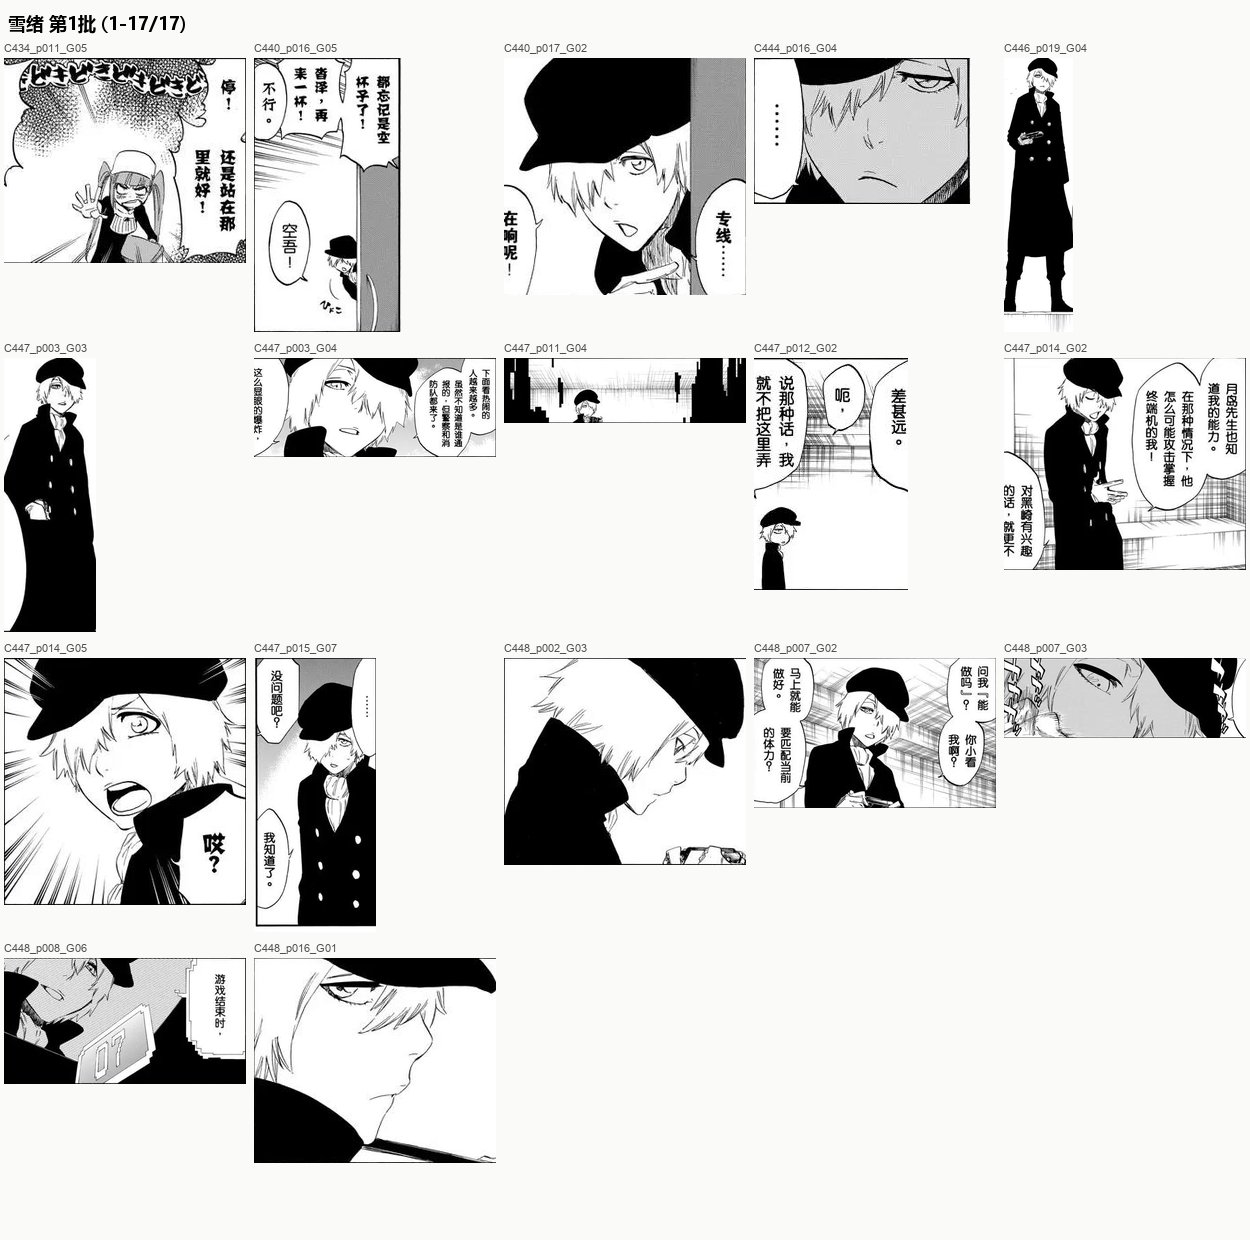 雪绪 第1批 (1-17/17)
C434_p011_G05
どきどきどきどきど
停！
还是站在那
里就好！
C440_p016_G05
都忘记是空
杯子了！
沓泽，再
来一杯！
不行。
空吾！
ひょこ
C440_p017_G02
专线……
在响呢！
C444_p016_G04
……
C446_p019_G04
C447_p003_G03
C447_p003_G04
下面看热闹的
人越来越多。
虽然不知道是谁通
报的，但警察和消
防队都来了。
这么显眼的爆炸，
C447_p011_G04
C447_p012_G02
差甚远。
呃，
说那种话，我
就不把这里弄
C447_p014_G02
月岛先生也知
道我的能力。
在那种情况下，他
怎么可能攻击掌握
终端机的我！
对黑崎有兴趣
的话，就更不
C447_p014_G05
哎？
C447_p015_G07
……
没问题吧？
我知道了。
C448_p002_G03
C448_p007_G02
问我『能
做吗』？
你小看
我啊？
马上就能
做好。
要匹配当前
的体力？
C448_p007_G03
C448_p008_G06
游戏结束时，
07
C448_p016_G01